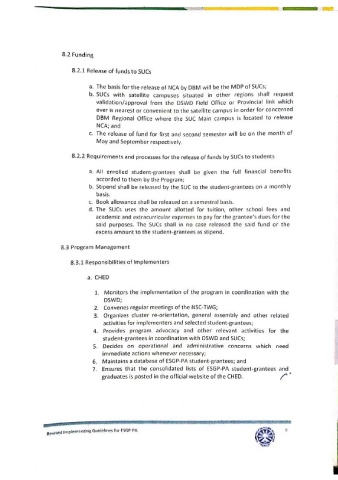 8.2 Funding
8.2.1 Release of funds to SUCs
a. The basis for the release of NCA by DBM will be the MDP of SUCs;
b. SUCs with satellite campuses situated in other regions shall request
validation/approval from the DSWD Field Office or Provincial link which
ever is nearest or convenient to the satellite campus in order for concerned
DBM Regional Office where the SUC Main campus is located to release
NCA; and
c. The release of fund for first and second semester will be on the month of
May and September respectively.
8.2.2 Requirements and processes for the release of funds by SUCs to students
a. All enrolled student-grantees shall be given the full financial benefits
accorded to them by the Program;
b. Stipend shall be released by the SUC to the student-grantees on a monthly
basis.
c. Book allowance shall be released on a semestral basis.
d. The SUCs uses the amount allotted for tuition, other school fees and
academic and extracurricular expenses to pay for the grantee's dues for the
said purposes. The SUCs shall in no case released the said fund or the
excess amount to the student-grantees as stipend.
8.3 Program Management
8.3.1 Responsibilities of Implementers
a. CHED
1. Monitors the implementation of the program in coordination with the
DSWD;
2. Convenes regular meetings of the NSC-TWG;
3. Organizes cluster re-orientation, general assembly and other related
activities for implementers and selected student-grantees;
4. Provides program advocacy and other relevant activities for the
student-grantees in coordination with DSWD and SUCs;
5. Decides on operational and administrative concerns which need
immediate actions whenever necessary;
6. Maintains a database of ESGP-PA student-grantees; and
7. Ensures that the consolidated lists of ESGP-PA student-grantees and
graduates is posted in the official website of the CHED.
Revised Implementing Guidelines for ESGP-PA